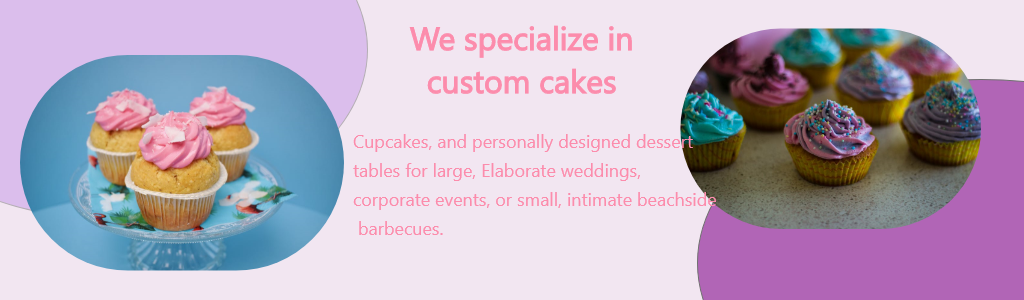 We specialize in
custom cakes
Cupcakes, and personally designed dessert
tables for large, Elaborate weddings,
corporate events, or small, intimate beachside
barbecues.